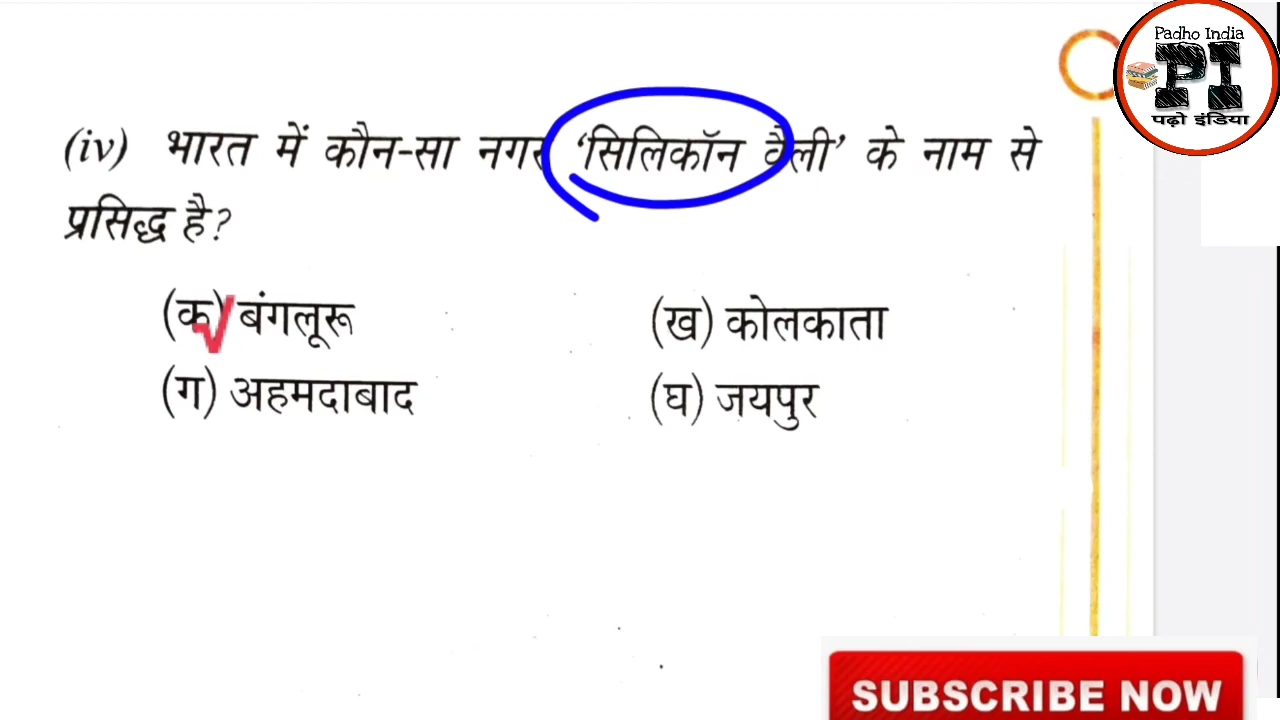 Padho India
PI
पढ़ो इंडिया
(iv) भारत में कौन-सा नगर ‘सिलिकॉन वैली’ के नाम से
प्रसिद्ध है?
(क) बंगलूरू (ख) कोलकाता
(ग) अहमदाबाद (घ) जयपुर
SUBSCRIBE NOW